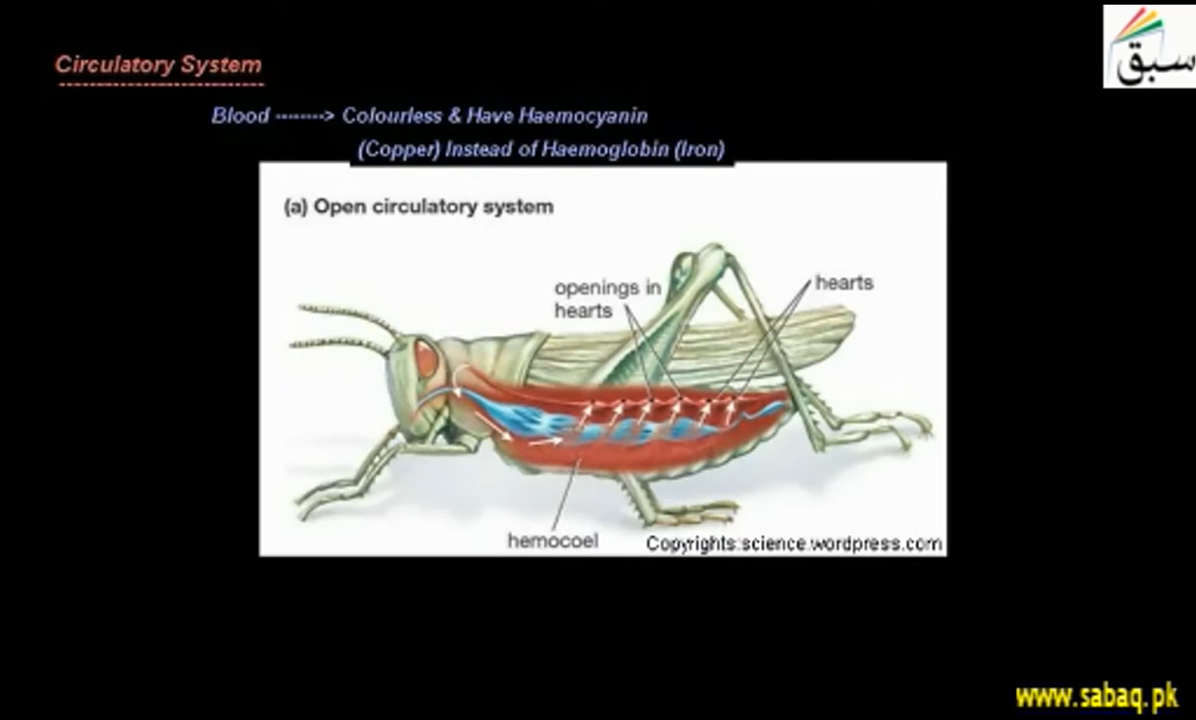 سبق
Circulatory System
Blood -------> Colourless & Have Haemocyanin
(Copper) Instead of Haemoglobin (Iron)
(a) Open circulatory system
openings in
hearts
hearts
hemocoel
Copyrights:science.wordpress.com
www.sabaq.pk